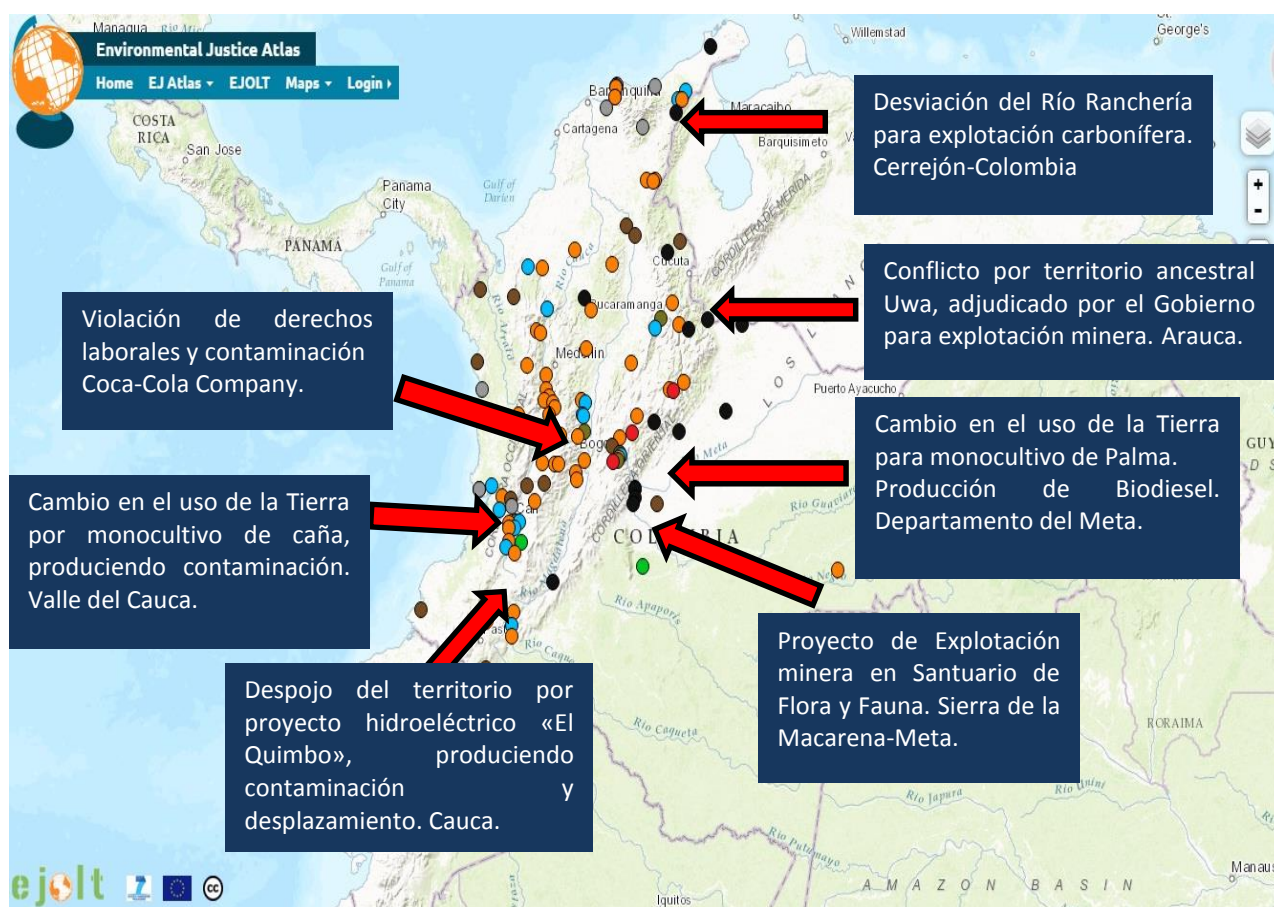 Managua
Willemstad
St.
George's
Environmental Justice Atlas
Home EJ Atlas EJOLT Maps Login
COSTA
RICA
San Jose
Cartagena
Maracaibo
Barquisimeto
Desviación del Río Ranchería
para explotación carbonífera.
Cerrejón-Colombia
+
-
Panama
City
Gulf of
Darien
PANAMÁ
Gulf of
Panama
CORDILLERA DE MERIDA
Cucuta
Conflicto por territorio ancestral
Uwa, adjudicado por el Gobierno
para explotación minera. Arauca.
Violación de derechos
laborales y contaminación
Coca-Cola Company.
Rio Atrato
Medellin
Puerto Ayacucho
Cambio en el uso de la Tierra
para monocultivo de Palma.
Producción de Biodiesel.
Departamento del Meta.
GUY
Meta
Cambio en el uso de la Tierra
por monocultivo de caña,
produciendo contaminación.
Valle del Cauca.
Rio Apaporis
Proyecto de Explotación
minera en Santuario de
Flora y Fauna. Sierra de la
Macarena-Meta.
Despojo del territorio por
proyecto hidroeléctrico «El
Quimbo», produciendo
contaminación y
desplazamiento. Cauca.
Rio Caqueta
RORAIMA
Rio Japura
Rio Unini
Rio Putumayo
ejolt
cc
AMAZON BASIN
Manaus
Iquitos